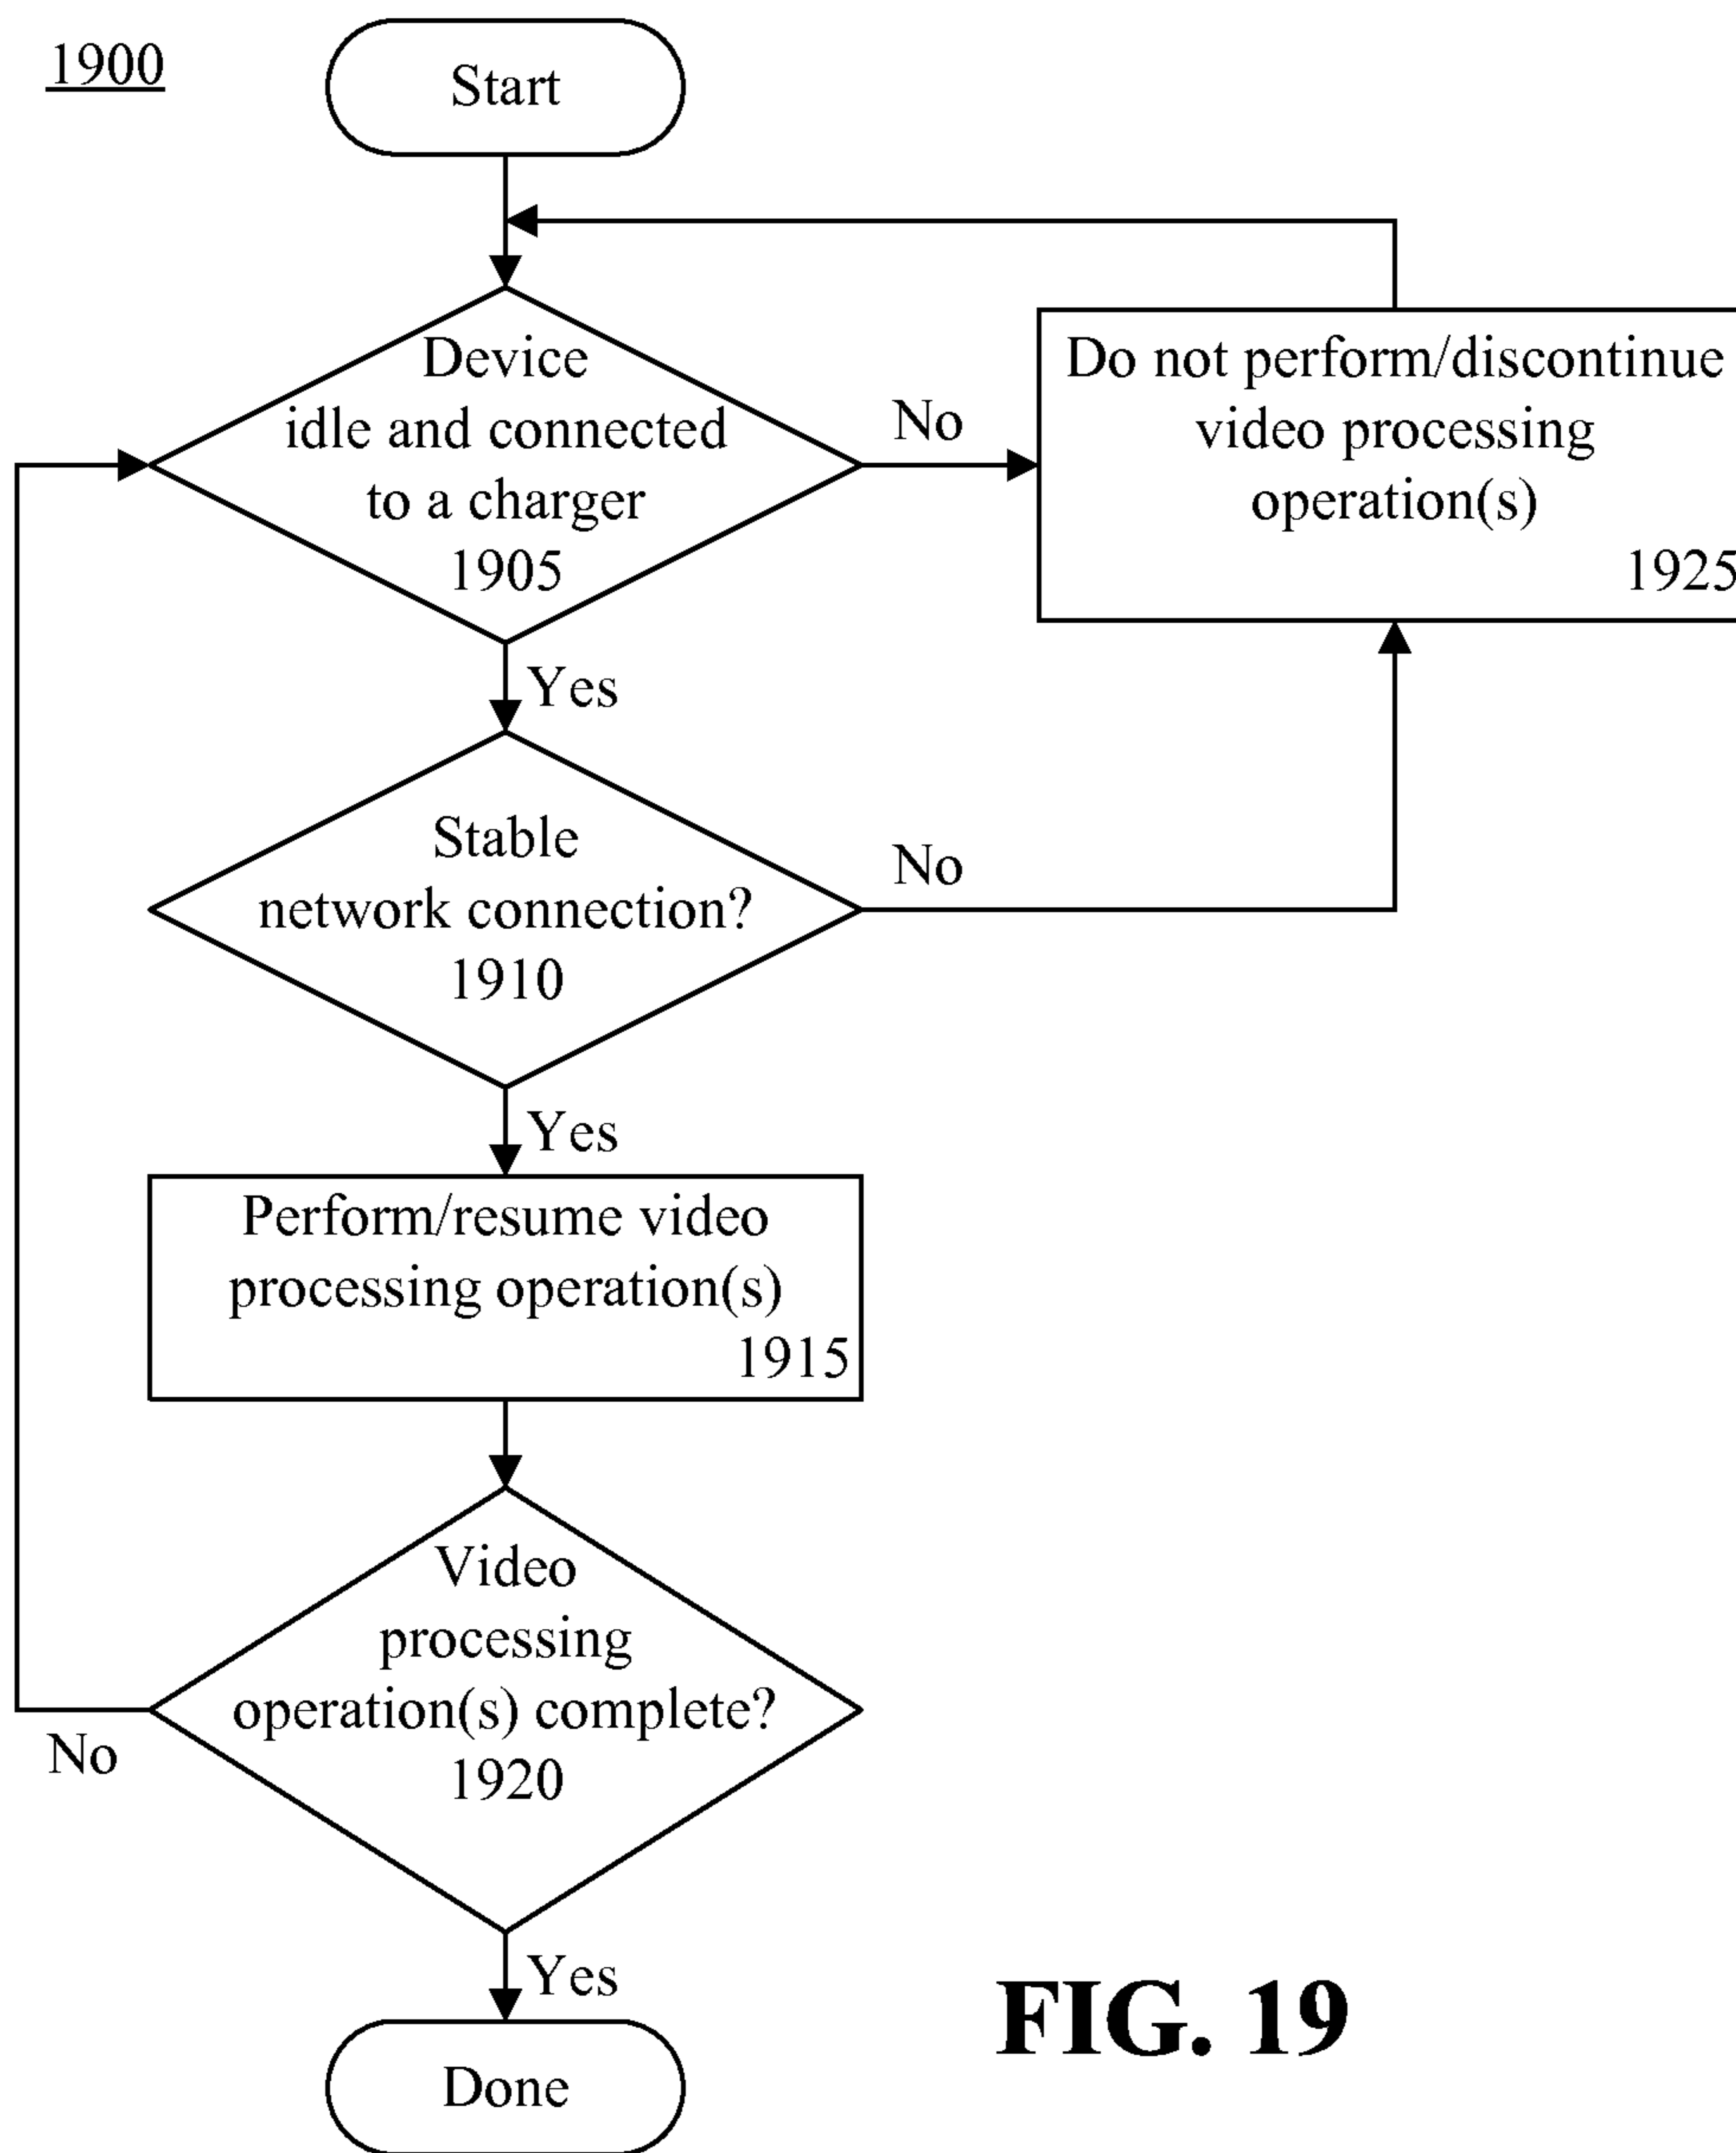 1900
Start
Device
idle and connected
to a charger
1905
No
Do not perform/discontinue
video processing
operation(s)
1925
Yes
Stable
network connection?
1910
No
Yes
Perform/resume video
processing operation(s)
1915
Video
processing
operation(s) complete?
1920
No
Yes
Done
FIG. 19